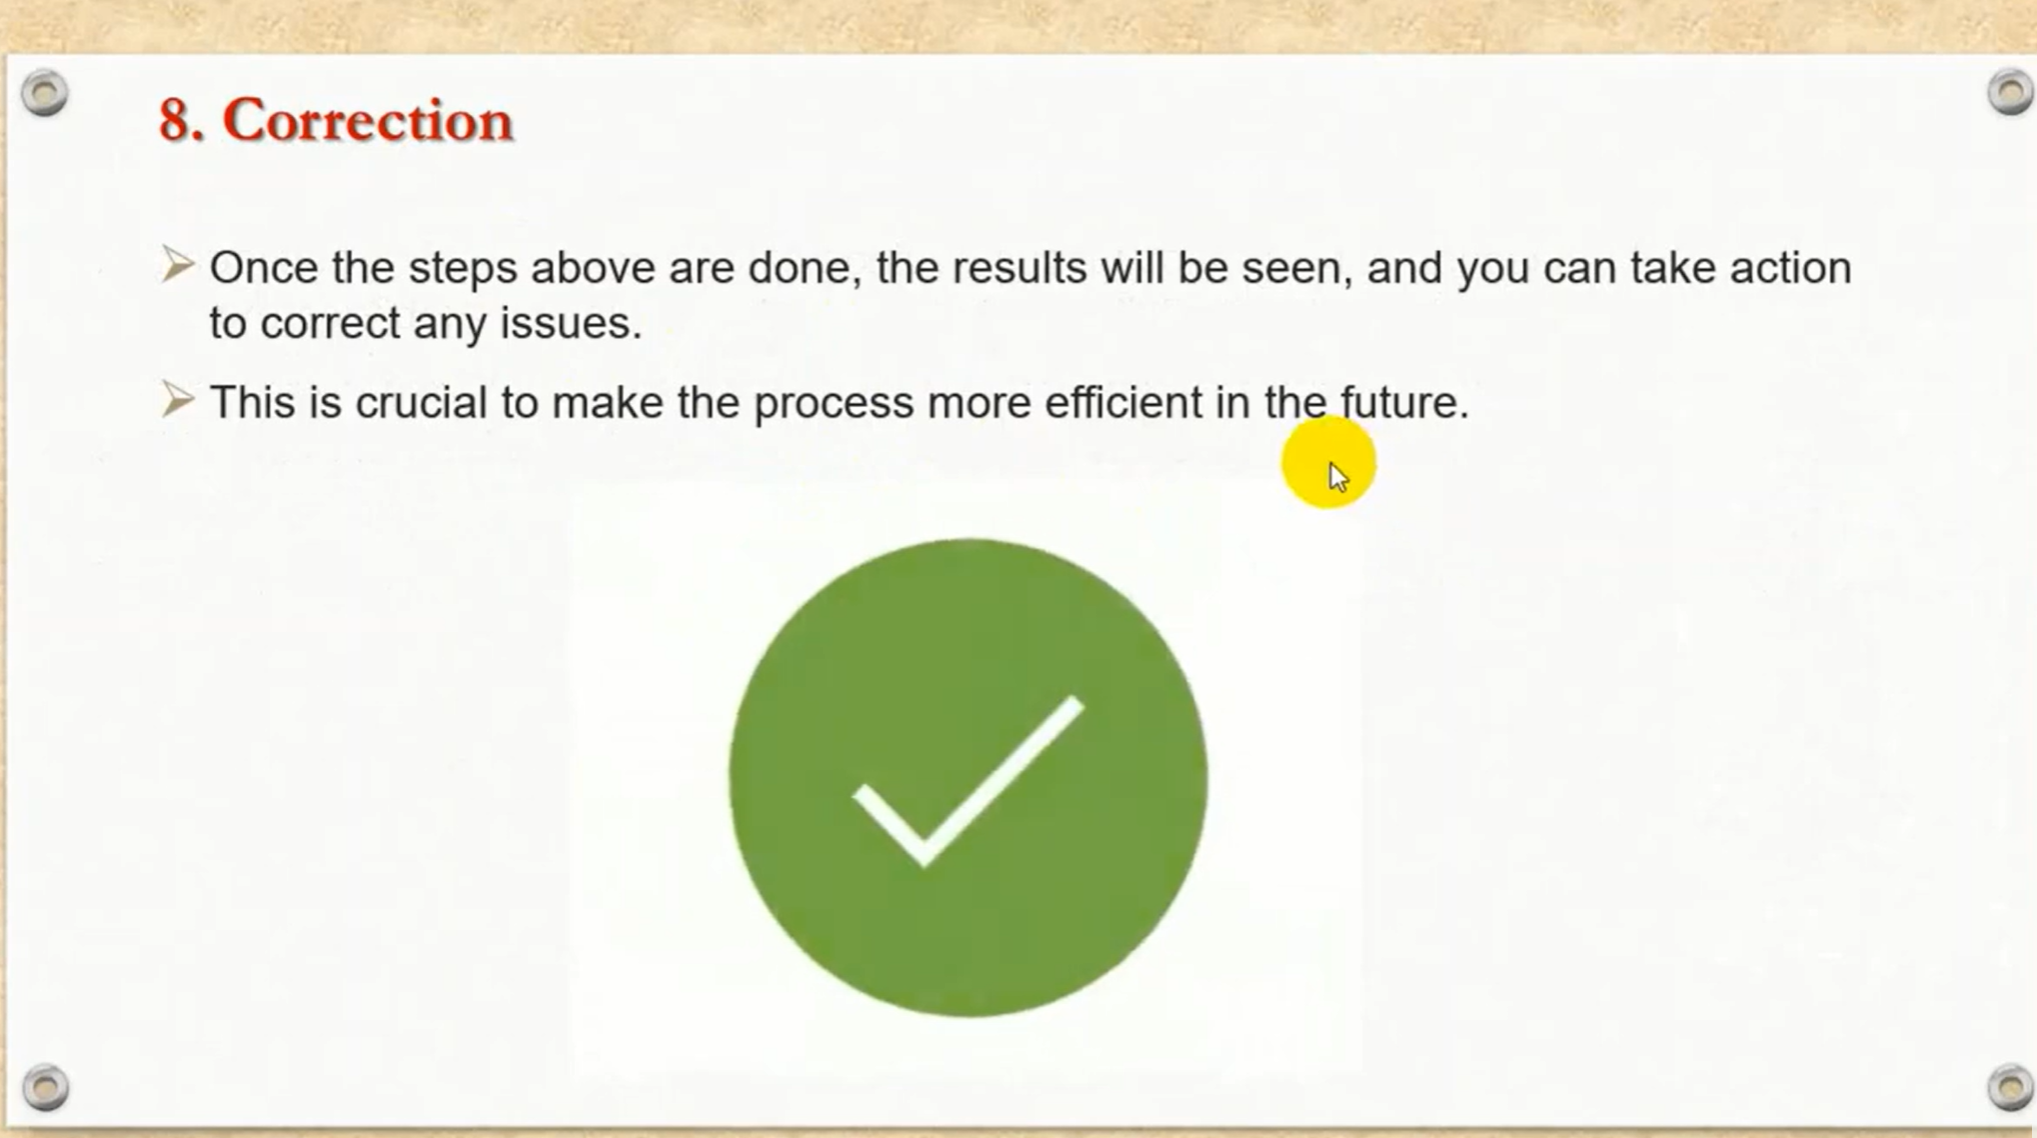 8. Correction
Once the steps above are done, the results will be seen, and you can take action
to correct any issues.
This is crucial to make the process more efficient in the future.